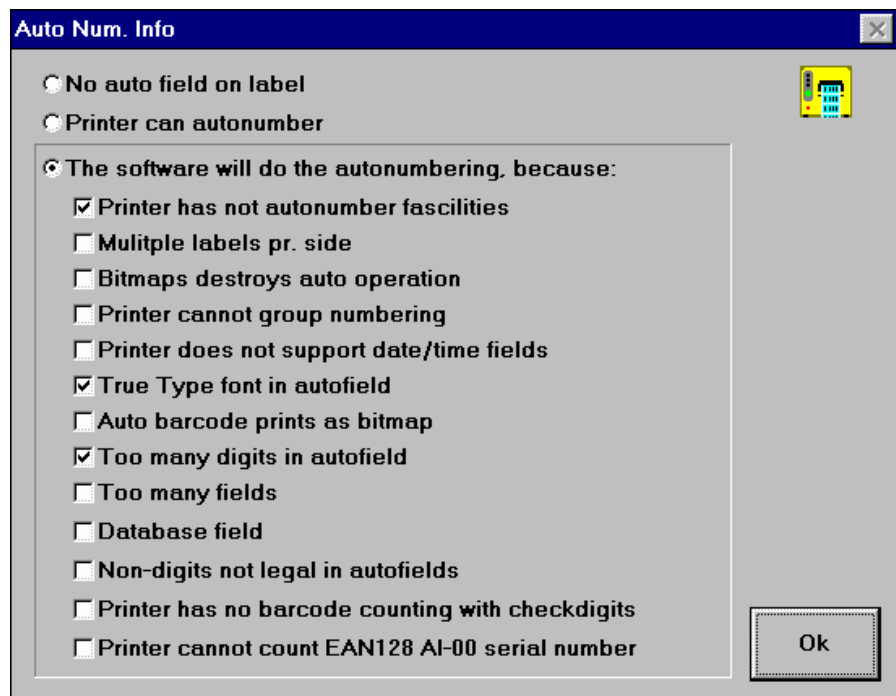 Auto Num. Info
No auto field on label
Printer can autonumber
The software will do the autonumbering, because:
Printer has not autonumber fascilities
Mulitple labels pr. side
Bitmaps destroys auto operation
Printer cannot group numbering
Printer does not support date/time fields
True Type font in autofield
Auto barcode prints as bitmap
Too many digits in autofield
Too many fields
Database field
Non-digits not legal in autofields
Printer has no barcode counting with checkdigits
Printer cannot count EAN128 AI-00 serial number
Ok